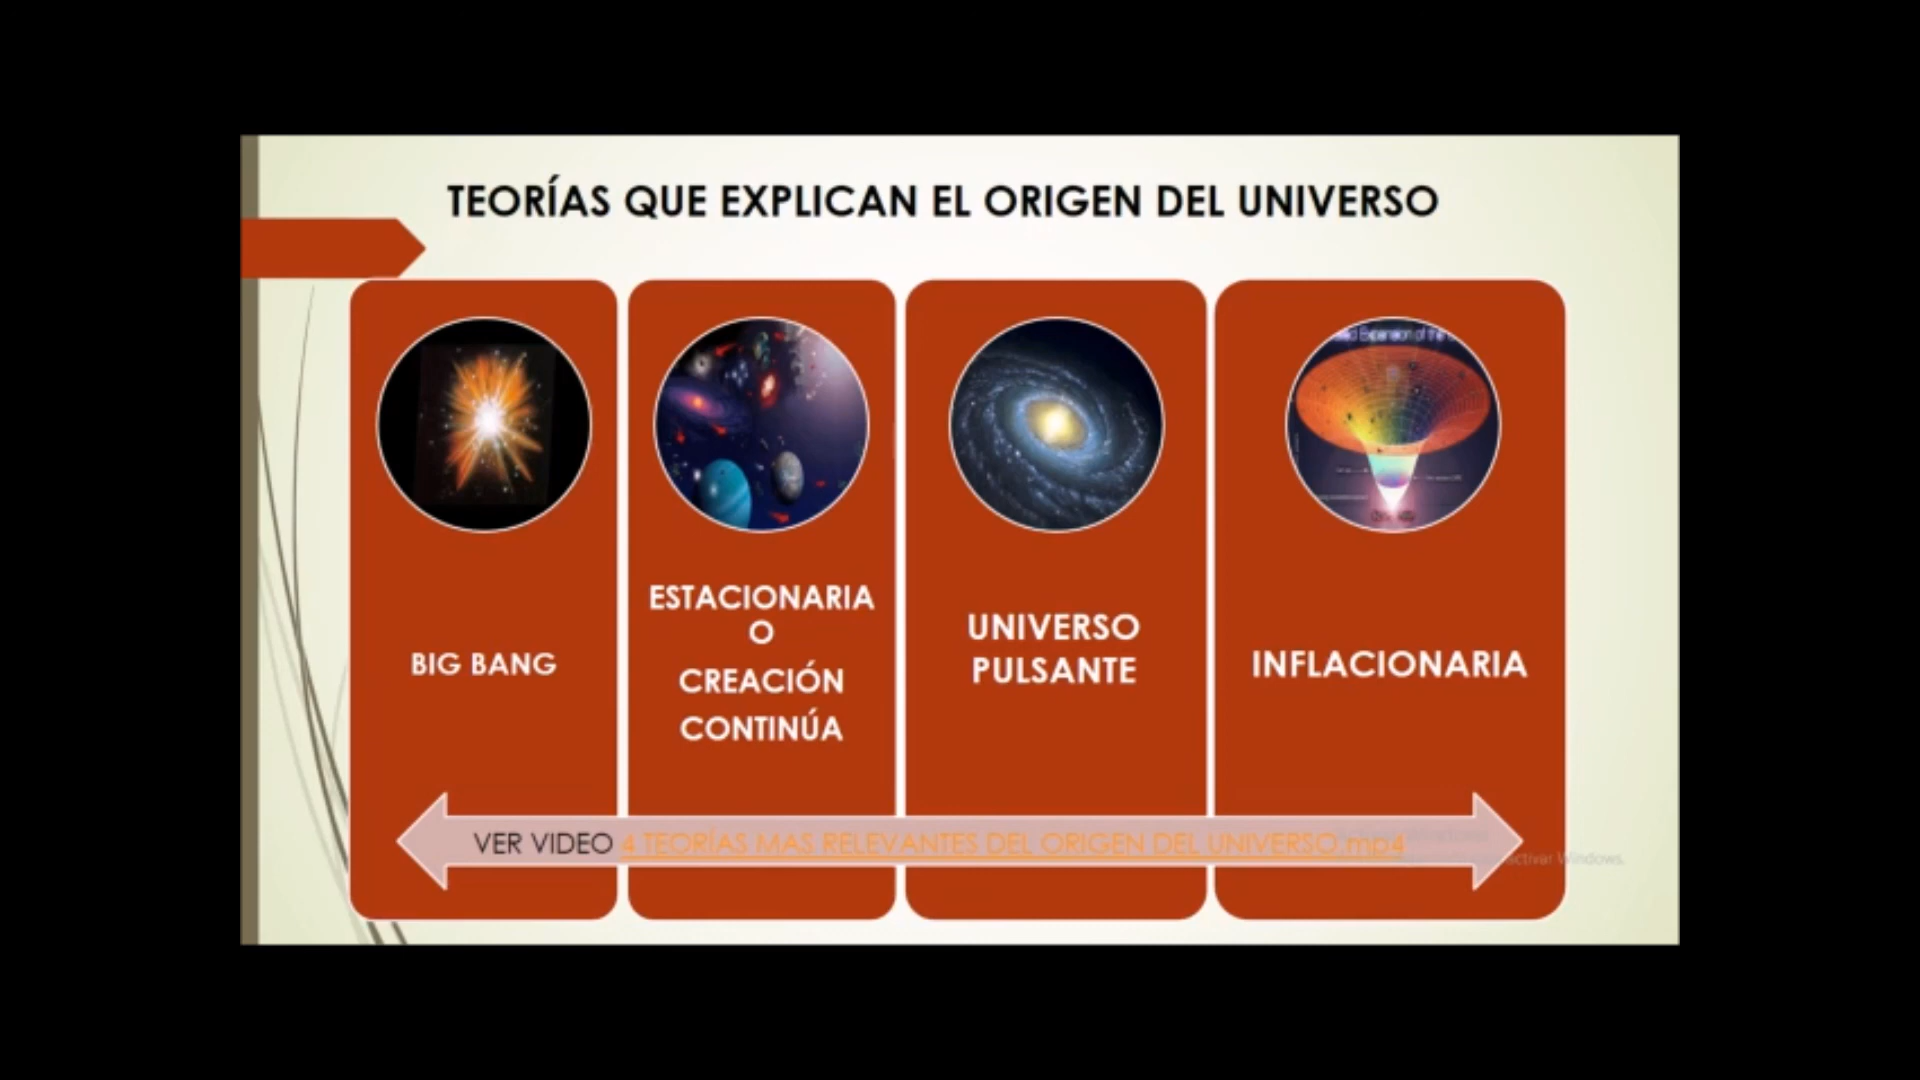 TEORÍAS QUE EXPLICAN EL ORIGEN DEL UNIVERSO
BIG BANG
ESTACIONARIA
O
CREACIÓN
CONTINÚA
UNIVERSO
PULSANTE
INFLACIONARIA
VER VIDEO 4 TEORÍAS MAS RELEVANTES DEL ORIGEN DEL UNIVERSO.mp4
Windows.